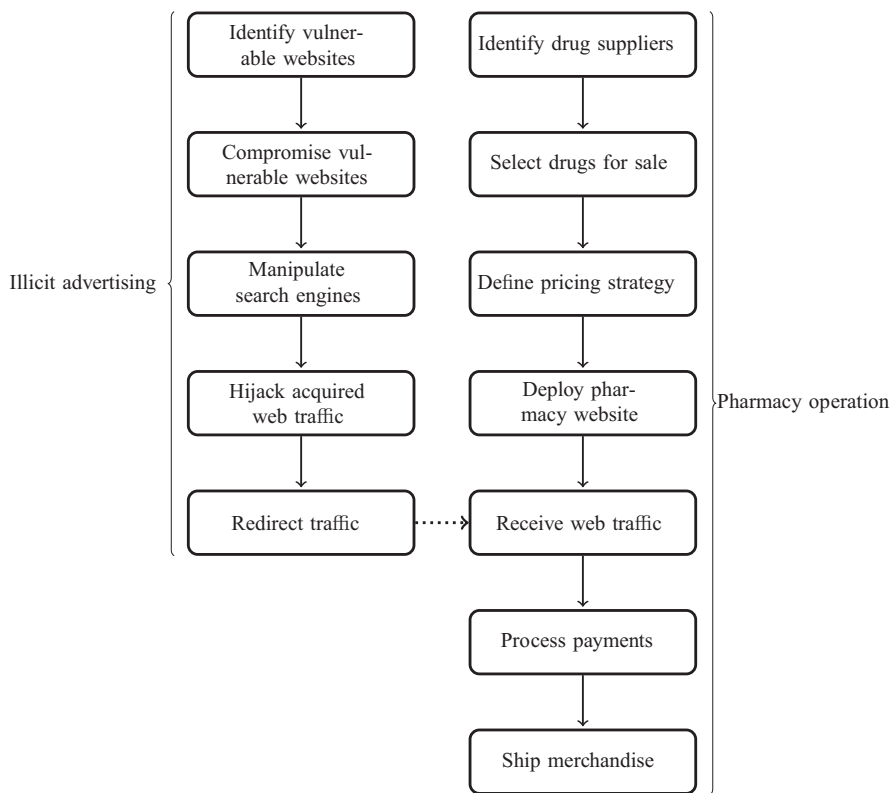 Identify vulner-
able websites
Compromise vul-
nerable websites
Manipulate
search engines
Hijack acquired
web traffic
Redirect traffic
Illicit advertising
Identify drug suppliers
Select drugs for sale
Define pricing strategy
Deploy phar-
macy website
Receive web traffic
Process payments
Ship merchandise
Pharmacy operation